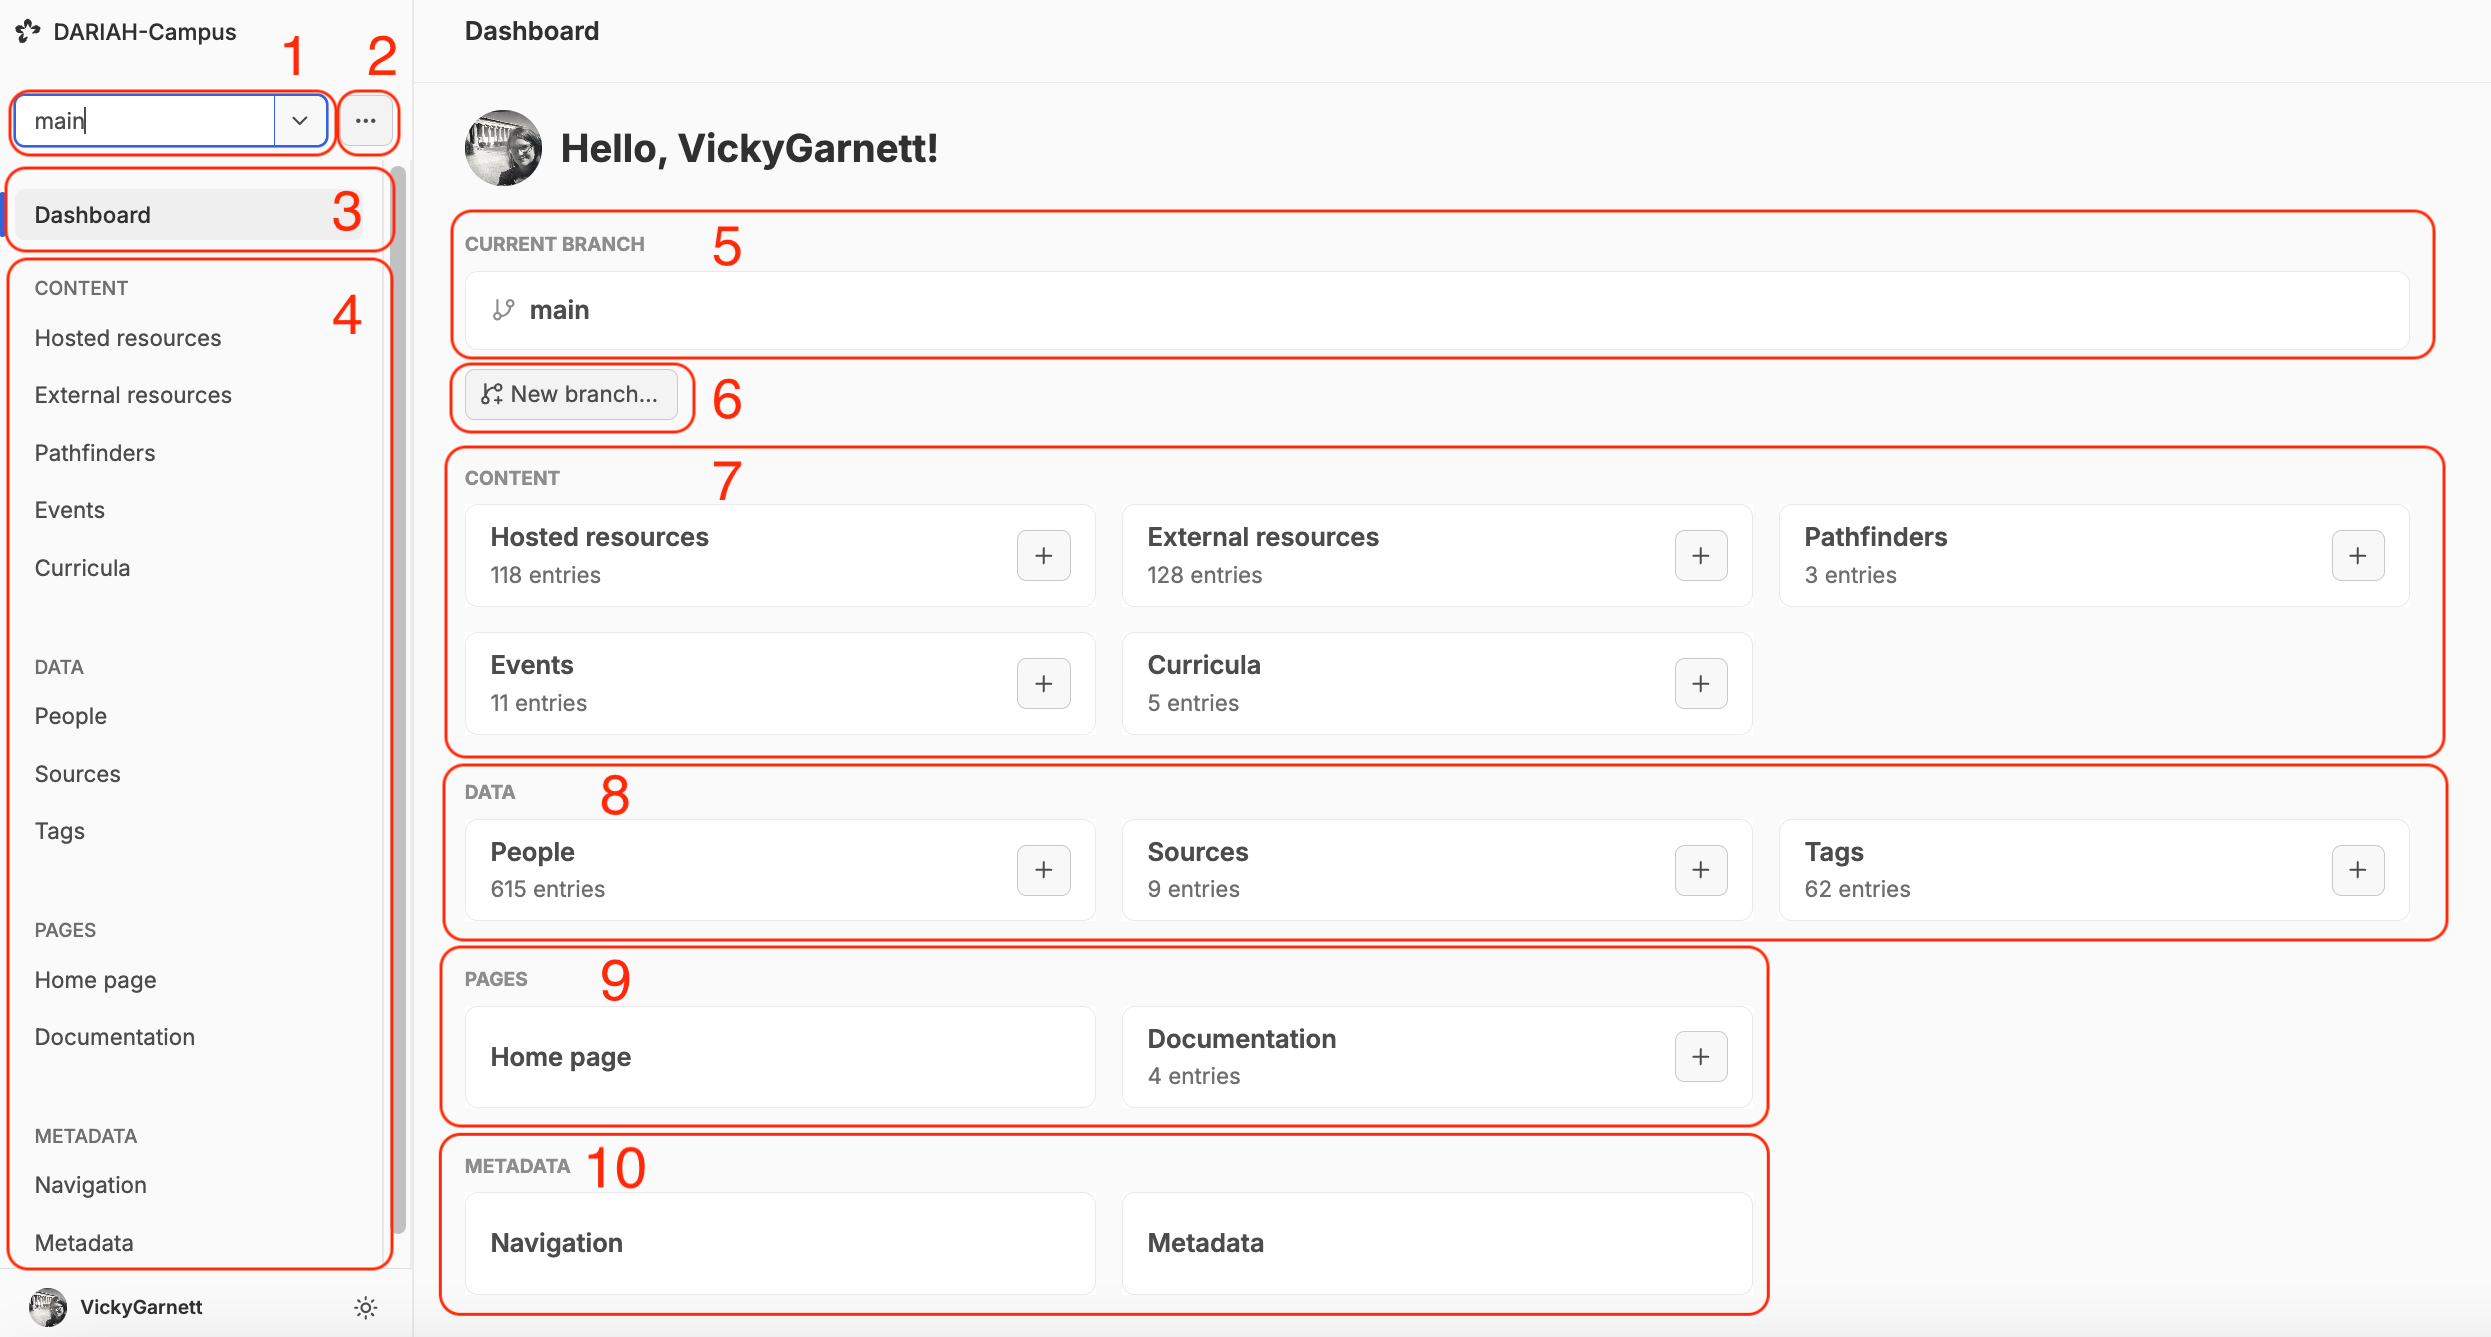 DARIAH-Campus
1
2
main
Dashboard
3
CONTENT
4
Hosted resources
External resources
Pathfinders
Events
Curricula
DATA
People
Sources
Tags
PAGES
Home page
Documentation
METADATA
Navigation
Metadata
VickyGarnett
Dashboard
Hello, VickyGarnett!
CURRENT BRANCH
5
main
New branch...
6
CONTENT
7
Hosted resources
118 entries
External resources
128 entries
Pathfinders
3 entries
Events
11 entries
Curricula
5 entries
DATA
8
People
615 entries
Sources
9 entries
Tags
62 entries
PAGES
9
Home page
Documentation
4 entries
METADATA
10
Navigation
Metadata